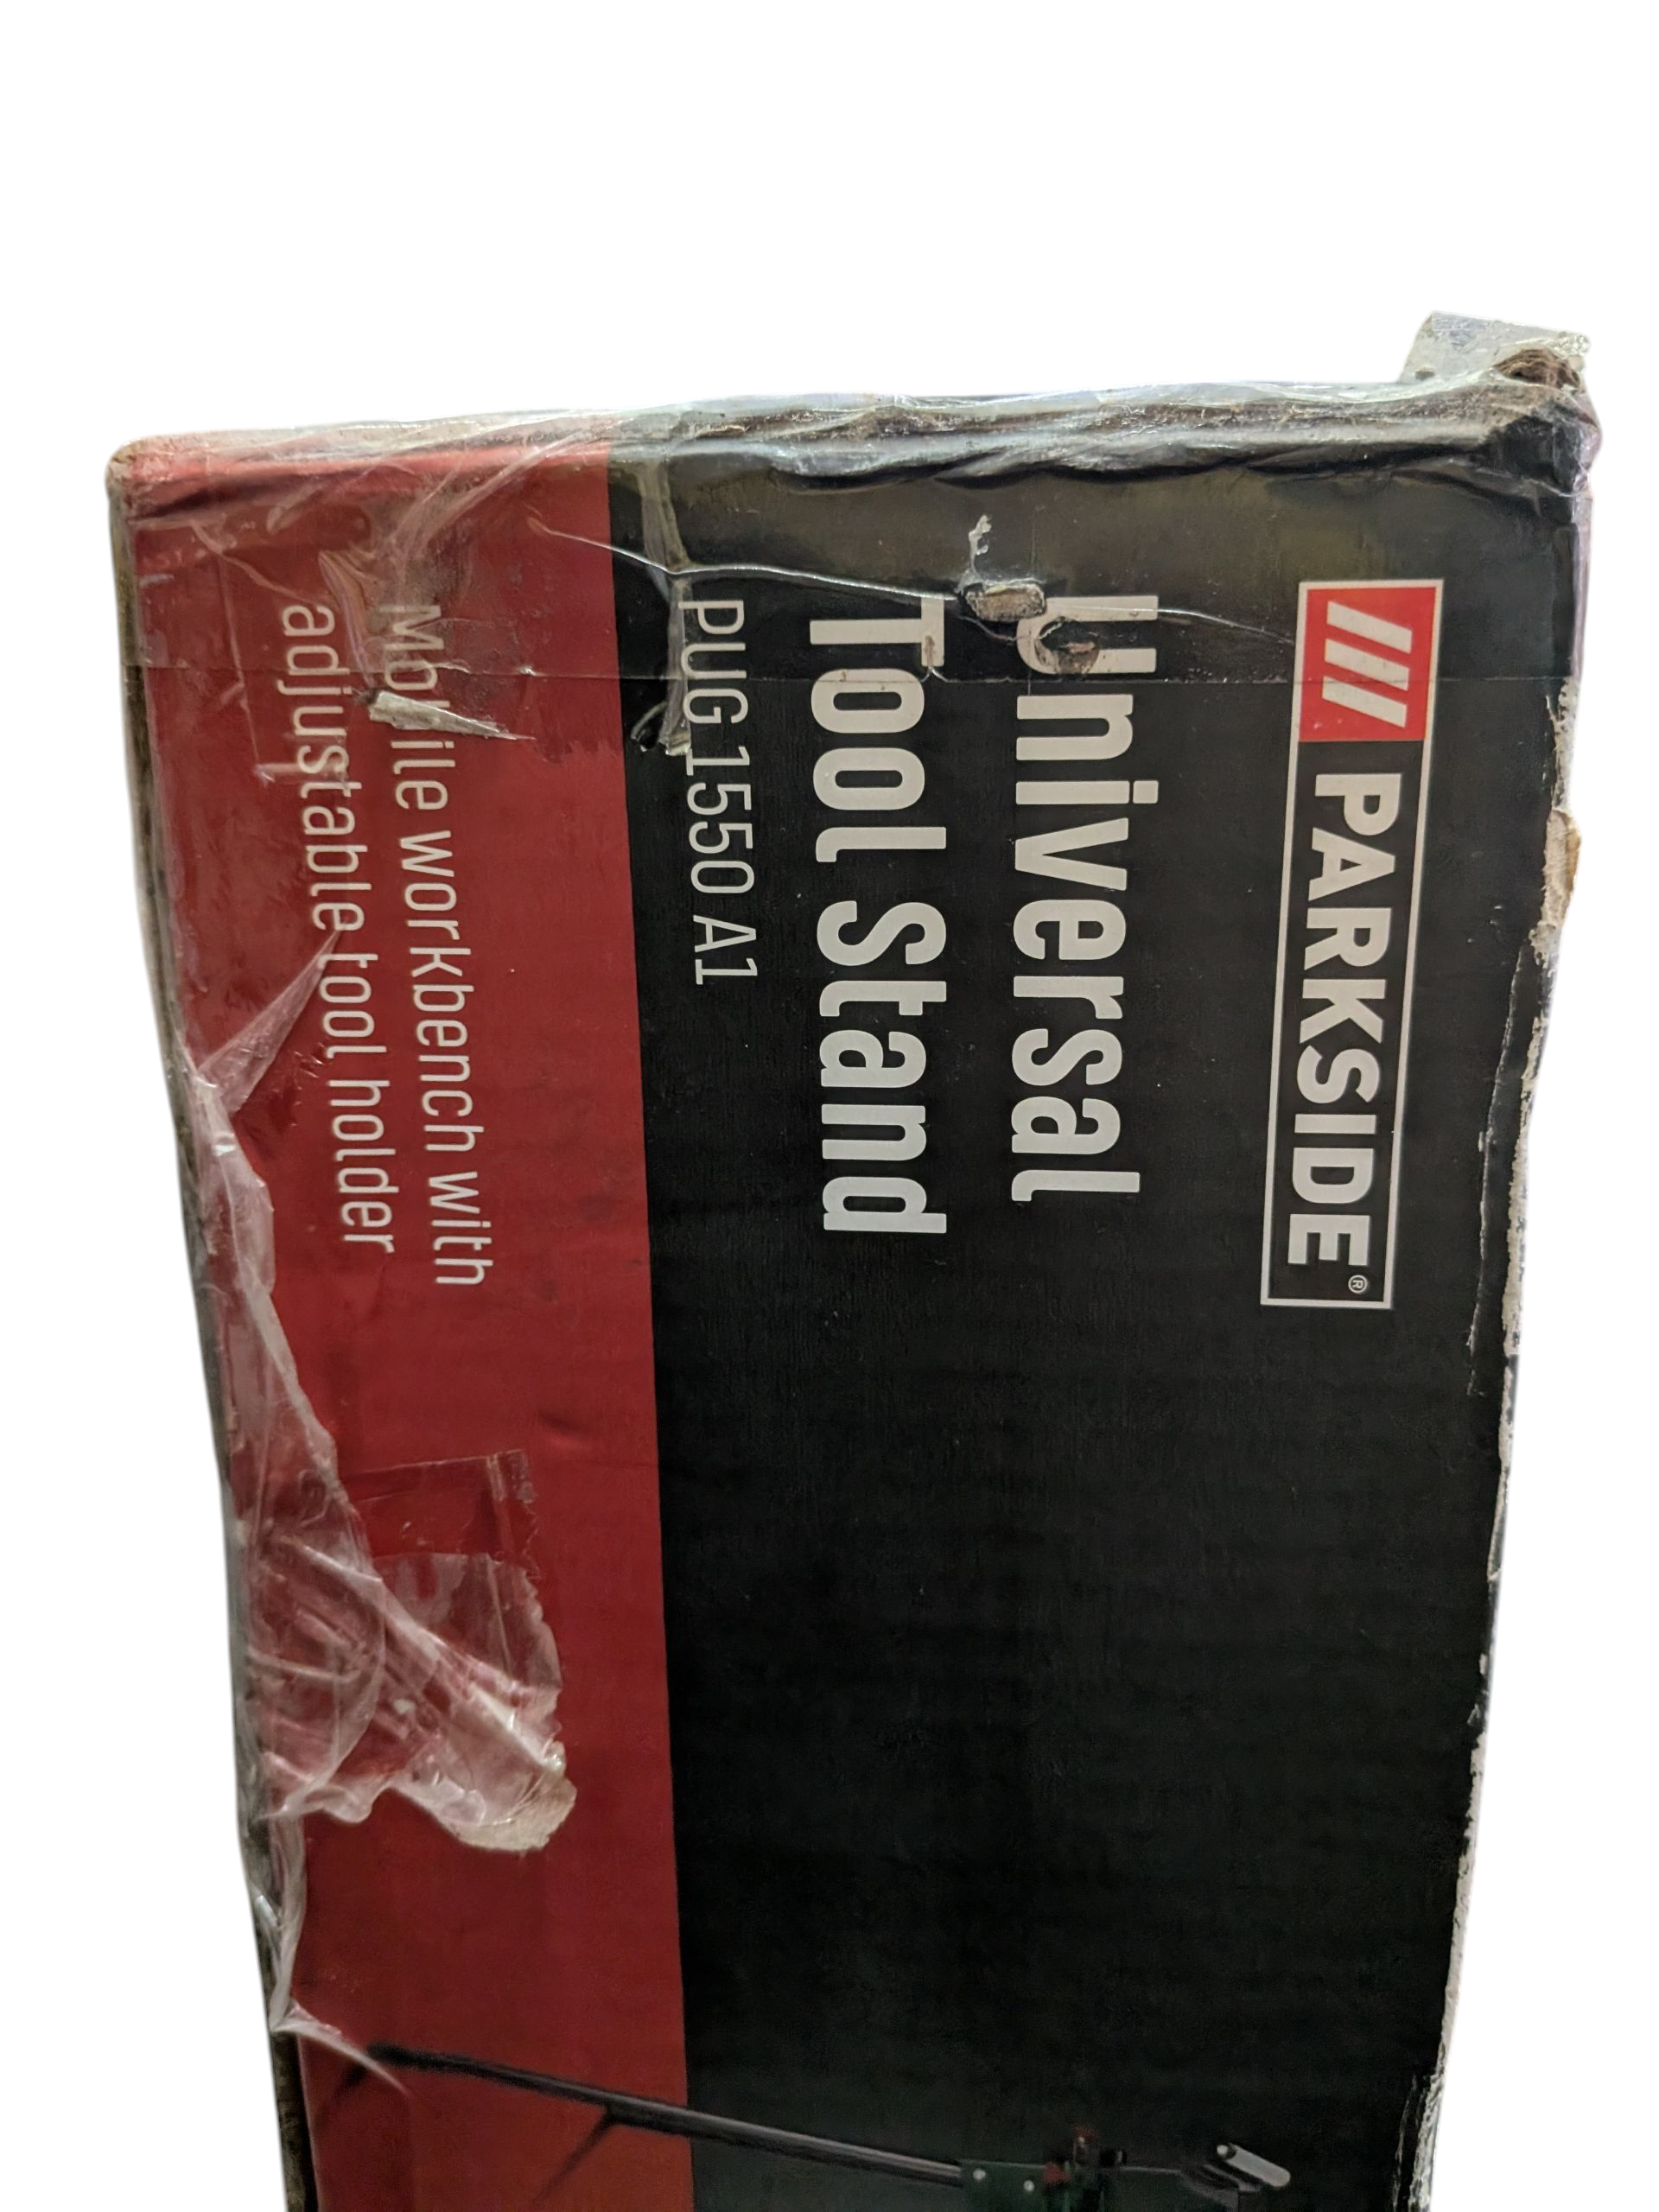 PARKSIDE®
Universal
Tool Stand
PUG 1550 A1
Mobile workbench with
adjustable tool holder